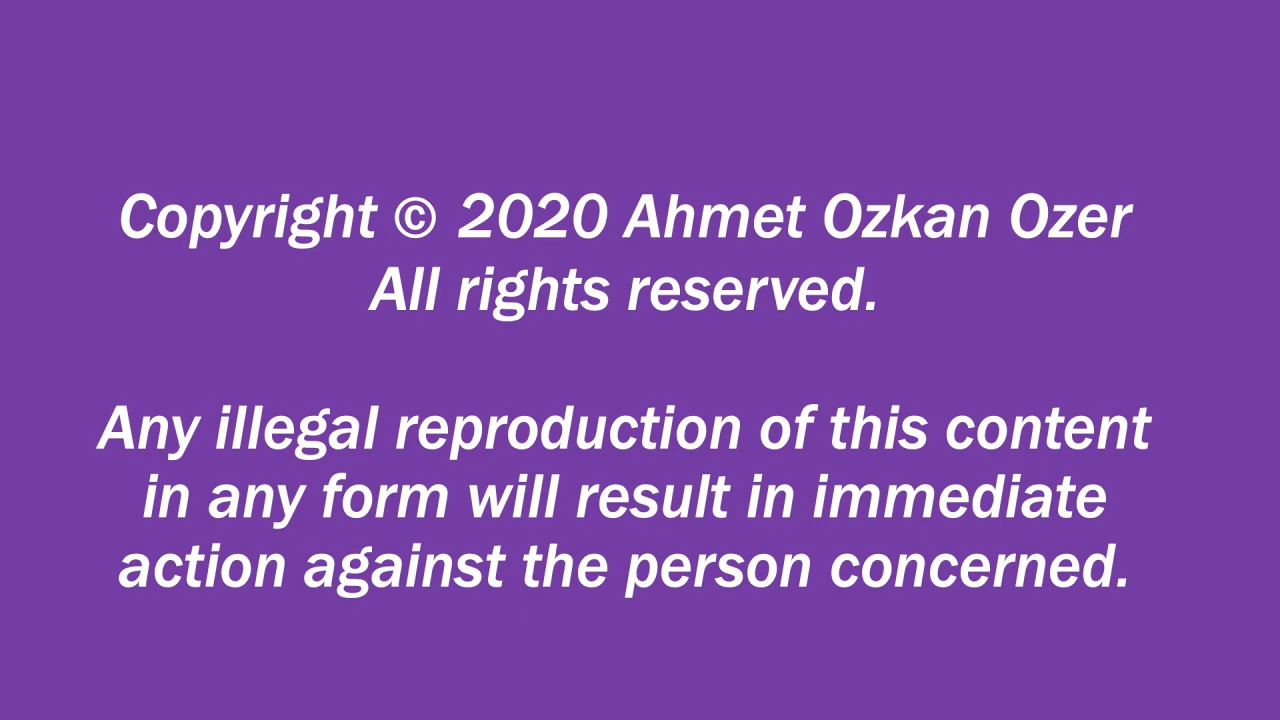 Copyright © 2020 Ahmet Ozkan Ozer
All rights reserved.
Any illegal reproduction of this content
in any form will result in immediate
action against the person concerned.